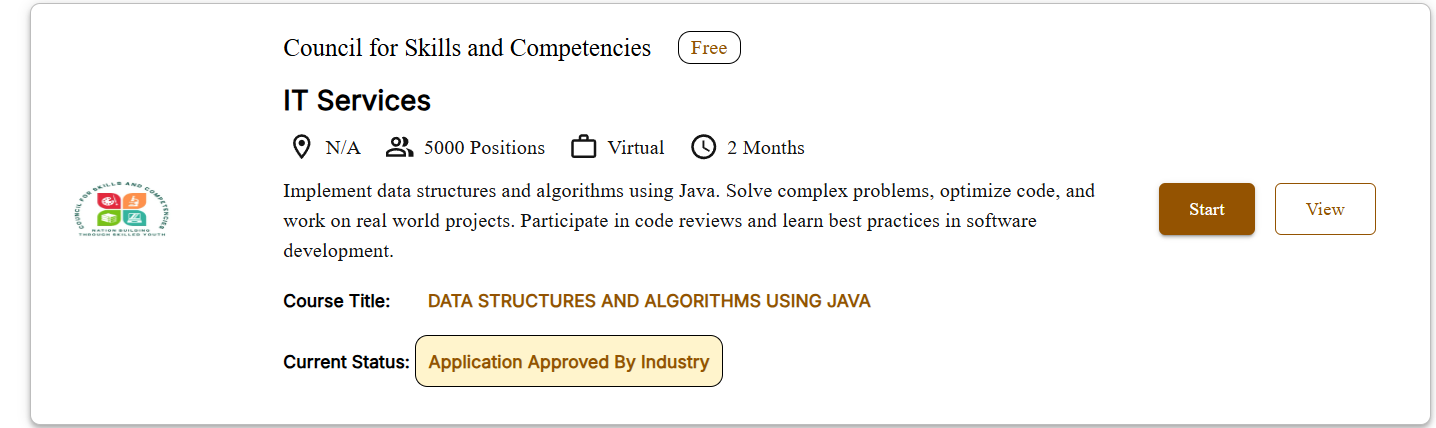 Council for Skills and Competencies Free
IT Services
N/A 5000 Positions Virtual 2 Months
Implement data structures and algorithms using Java. Solve complex problems, optimize code, and
work on real world projects. Participate in code reviews and learn best practices in software
development.
COUNCIL FOR SKILLS AND COMPETENCIES
NATION BUILDING
THROUGH SKILLED YOUTH
Start View
Course Title: DATA STRUCTURES AND ALGORITHMS USING JAVA
Current Status: Application Approved By Industry